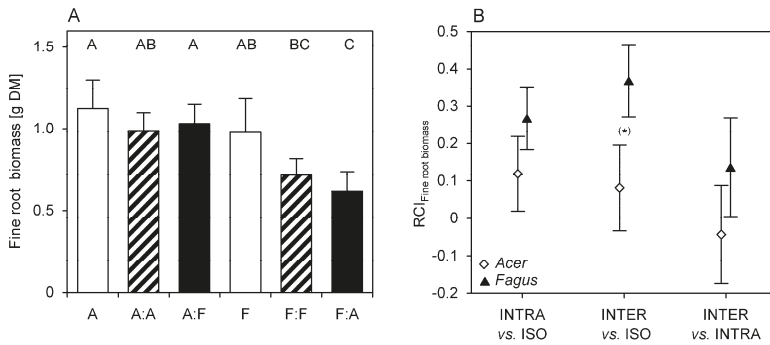 A
B
Fine root biomass [g DM]
1.5
1.0
0.5
0
A AB A AB BC C
A A:A A:F F F:F F:A
RCIFine root biomass
0.5
0.4
0.3
0.2
0.1
0
-0.1
-0.2
(*)
Acer
Fagus
INTRA INTER INTER
vs. ISO vs. ISO vs. INTRA